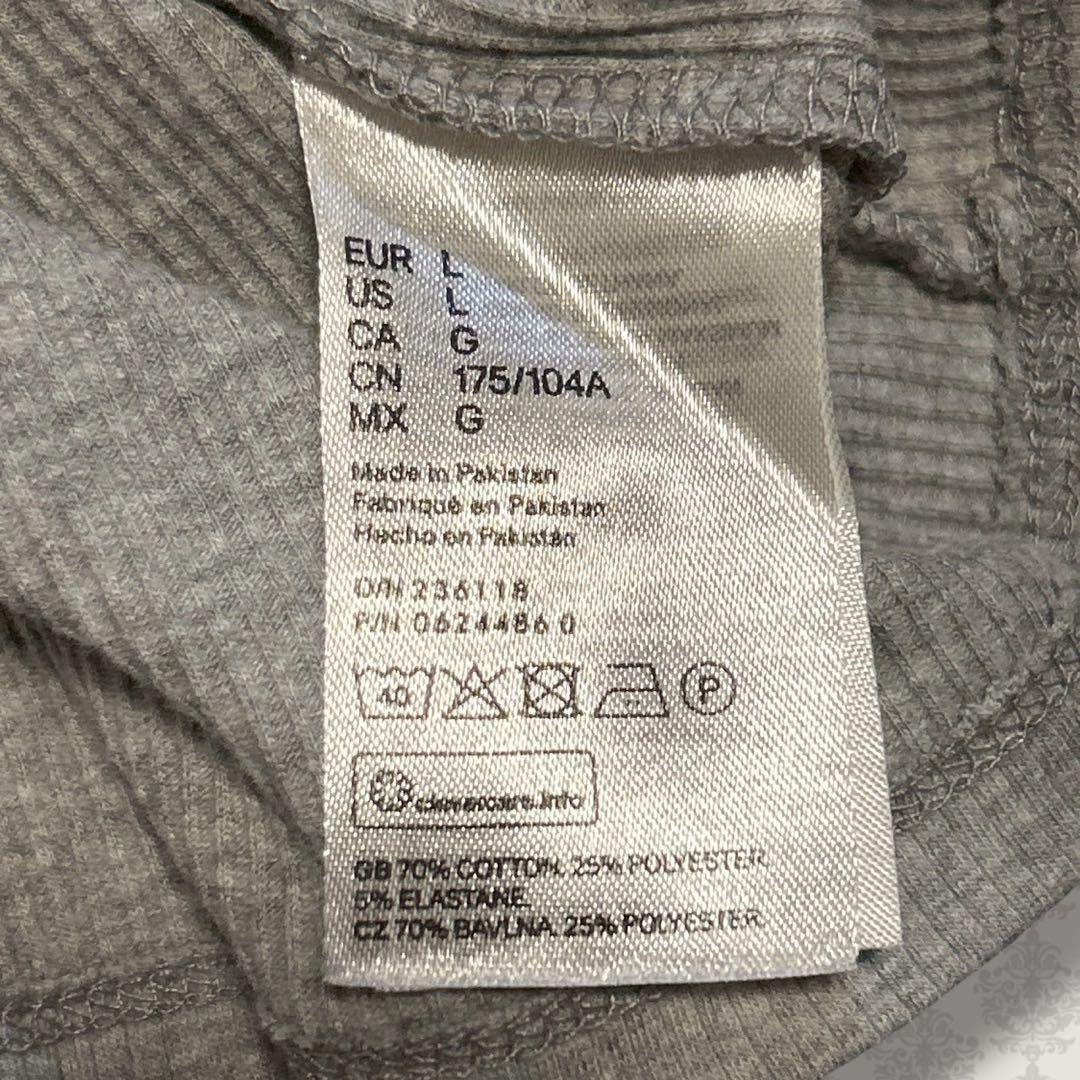 EUR L
US L
CA G
CN 175/104A
MX G
Made in Pakistan
Fabriqué en Pakistan
Hecho en Pakistán
O/N 236118
P/N 0624486 0
40
P
clevercare.info
GB 70% COTTON. 25% POLYESTER.
5% ELASTANE.
CZ 70% BAVLNA. 25% POLYESTER.